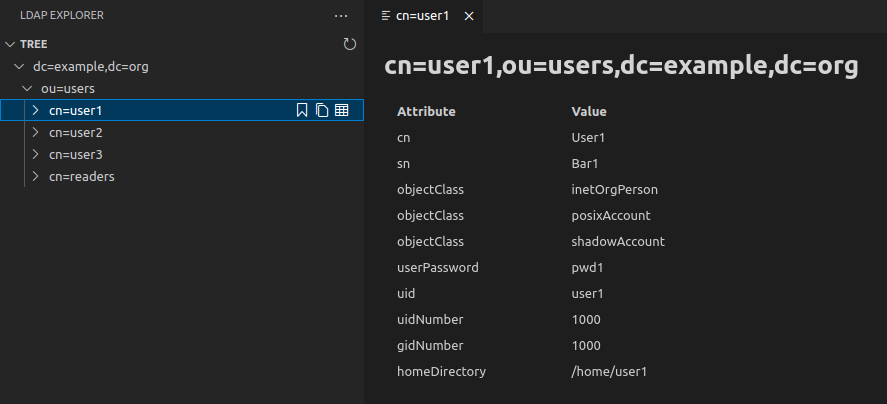 LDAP EXPLORER
TREE
dc=example,dc=org
ou=users
cn=user1
cn=user2
cn=user3
cn=readers
cn=user1
cn=user1,ou=users,dc=example,dc=org
Attribute Value
cn User1
sn Bar1
objectClass inetOrgPerson
objectClass posixAccount
objectClass shadowAccount
userPassword pwd1
uid user1
uidNumber 1000
gidNumber 1000
homeDirectory /home/user1